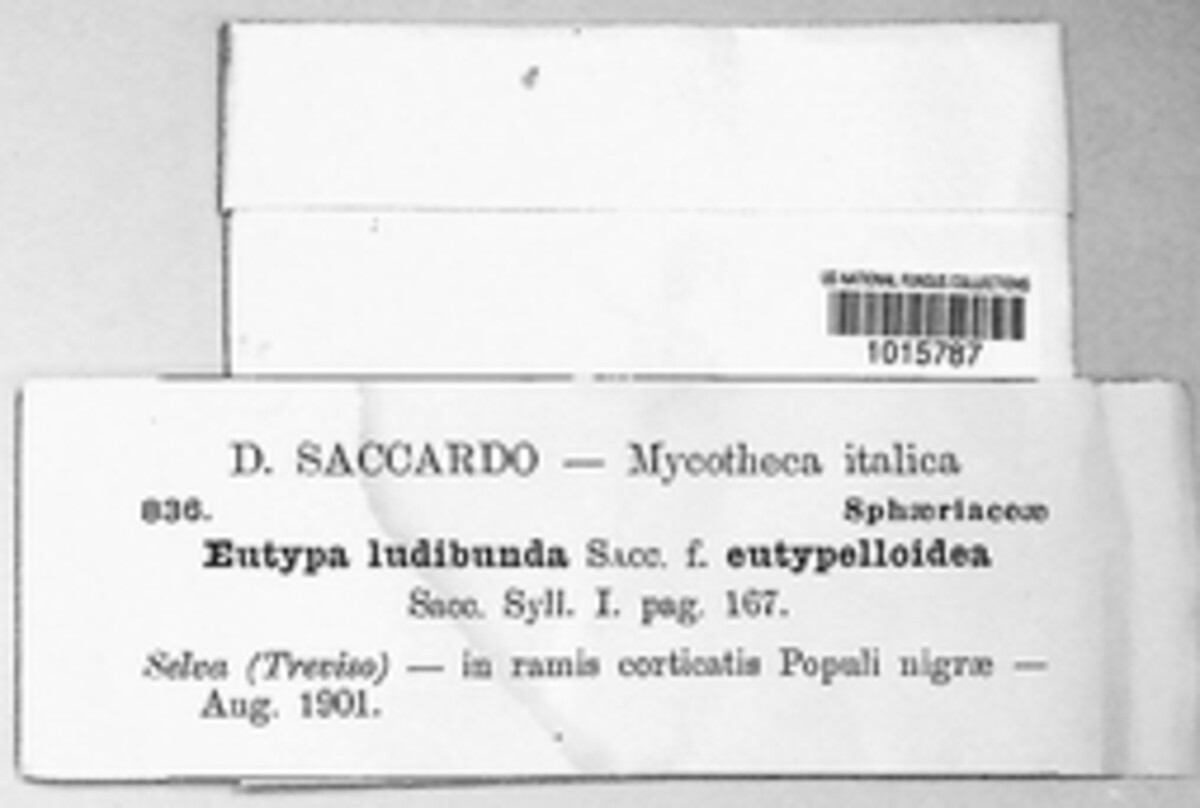 US NATIONAL FUNGUS COLLECTIONS
1015787
D. SACCARDO — Mycotheca italica
836. Sphæriaceæ
Eutypa ludibunda Sacc. f. eutypelloidea
Sacc. Syll. I. pag. 167.
Selva (Treviso) — in ramis corticatis Populi nigræ —
Aug. 1901.